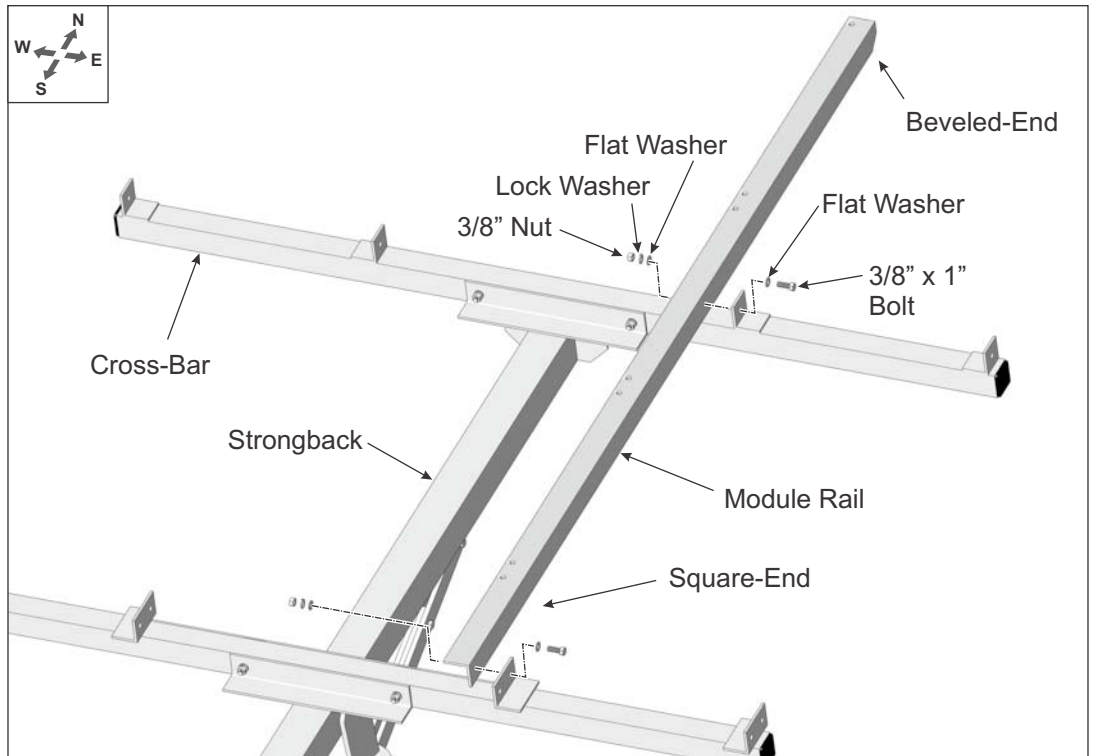 N
W
E
S
Beveled-End
Flat Washer
Lock Washer
Flat Washer
3/8” Nut
3/8” x 1”
Bolt
Cross-Bar
Strongback
Module Rail
Square-End